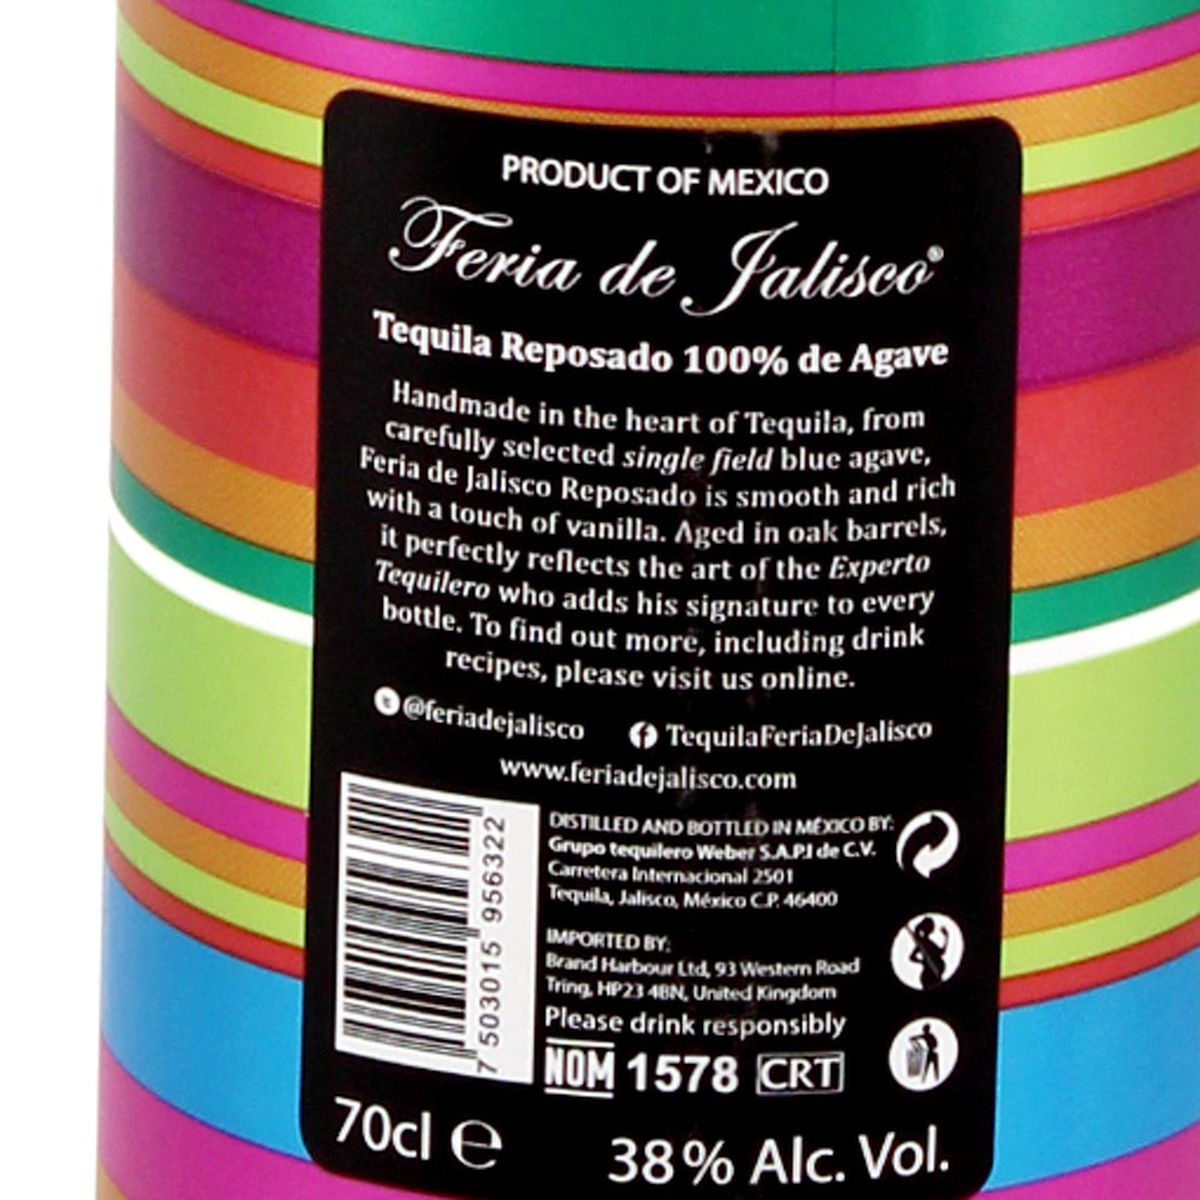 PRODUCT OF MEXICO
Feria de Jalisco®
Tequila Reposado 100% de Agave
Handmade in the heart of Tequila, from
carefully selected single field blue agave,
Feria de Jalisco Reposado is smooth and rich
with a touch of vanilla. Aged in oak barrels,
it perfectly reflects the art of the Experto
Tequilero who adds his signature to every
bottle. To find out more, including drink
recipes, please visit us online.
@feriadejalisco TequilaFeriaDeJalisco
www.feriadejalisco.com
DISTILLED AND BOTTLED IN MÉXICO BY:
Grupo tequilero Weber S.A.P.I de C.V.
Carretera Internacional 2501
Tequila, Jalisco, México C.P. 46400
IMPORTED BY:
Brand Harbour Ltd, 93 Western Road
Tring, HP23 4BN, United Kingdom
Please drink responsibly
NOM 1578 CRT
7 503015 956322
70cl ℮
38% Alc. Vol.